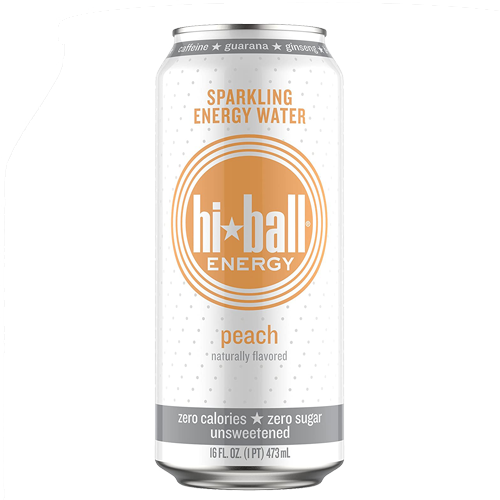 caffeine ★ guarana ★ ginseng ★
SPARKLING
ENERGY WATER
hi★ball®
ENERGY
peach
naturally flavored
zero calories ★ zero sugar
unsweetened
16 FL. OZ. (1 PT) 473 mL